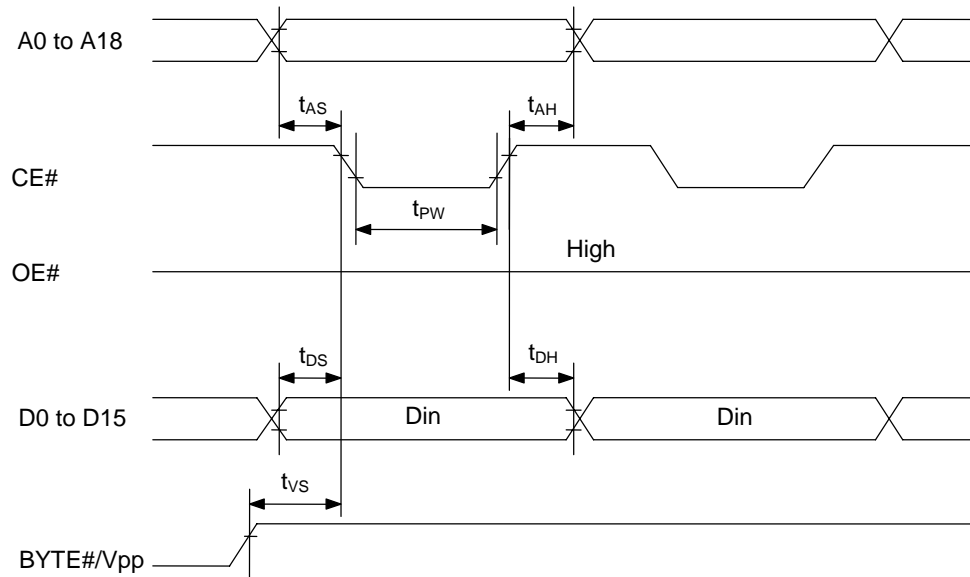 A0 to A18
tAS
tAH
CE#
tPW
High
OE#
tDS
tDH
D0 to D15
Din
Din
tVS
BYTE#/Vpp